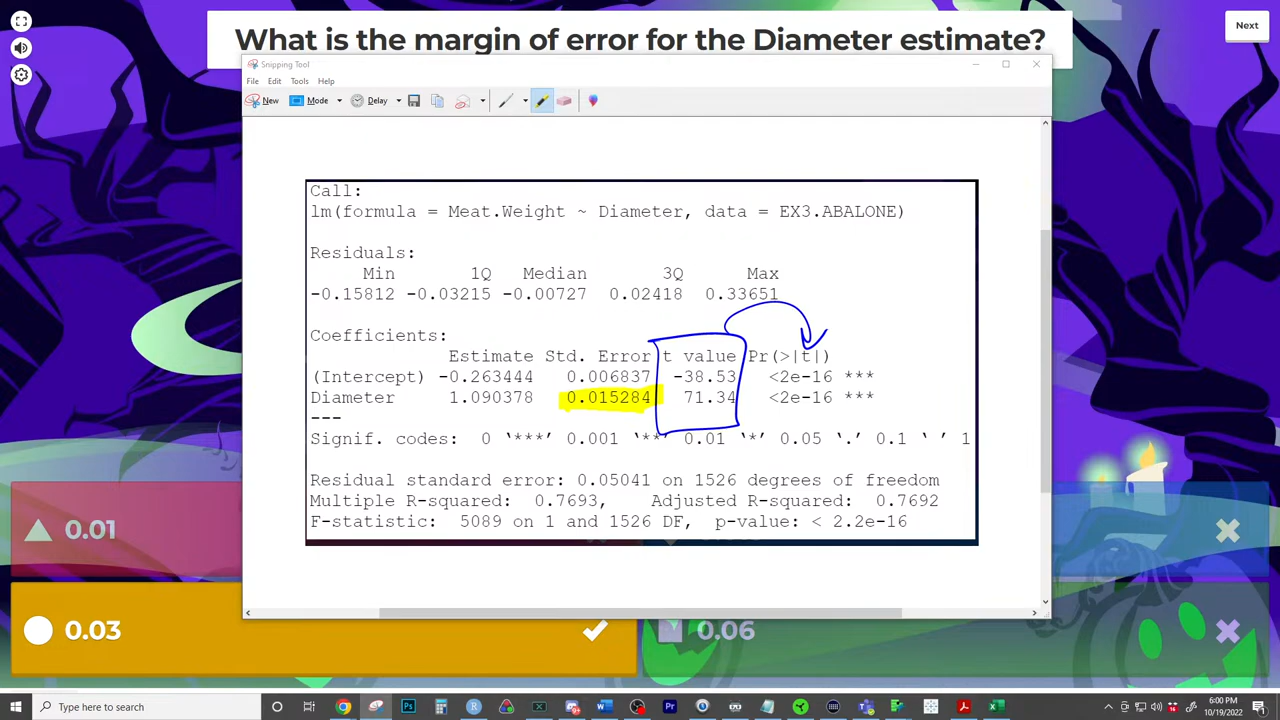 Next
What is the margin of error for the Diameter estimate?
Snipping Tool
File Edit Tools Help
New Mode Delay
Call:
lm(formula = Meat.Weight ~ Diameter, data = EX3.ABALONE)
Residuals:
Min 1Q Median 3Q Max
-0.15812 -0.03215 -0.00727 0.02418 0.33651
Coefficients:
Estimate Std. Error t value Pr(>|t|)
(Intercept) -0.263444 0.006837 -38.53 <2e-16 ***
Diameter 1.090378 0.015284 71.34 <2e-16 ***
---
Signif. codes: 0 ‘***’ 0.001 ‘**’ 0.01 ‘*’ 0.05 ‘.’ 0.1 ‘ ’ 1
Residual standard error: 0.05041 on 1526 degrees of freedom
Multiple R-squared: 0.7693, Adjusted R-squared: 0.7692
F-statistic: 5089 on 1 and 1526 DF, p-value: < 2.2e-16
0.01
0.03
0.06
Type here to search
6:00 PM
10/19/2022